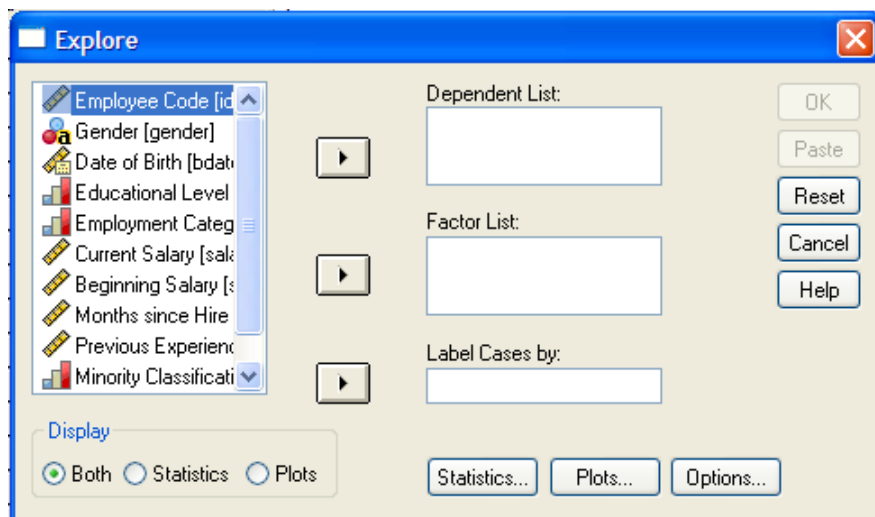 Explore
Employee Code [id
Gender [gender]
Date of Birth [bdat
Educational Level
Employment Categ
Current Salary [sala
Beginning Salary [s
Months since Hire
Previous Experienc
Minority Classificati
Dependent List:
Factor List:
Label Cases by:
OK
Paste
Reset
Cancel
Help
Display
Both
Statistics
Plots
Statistics...
Plots...
Options...